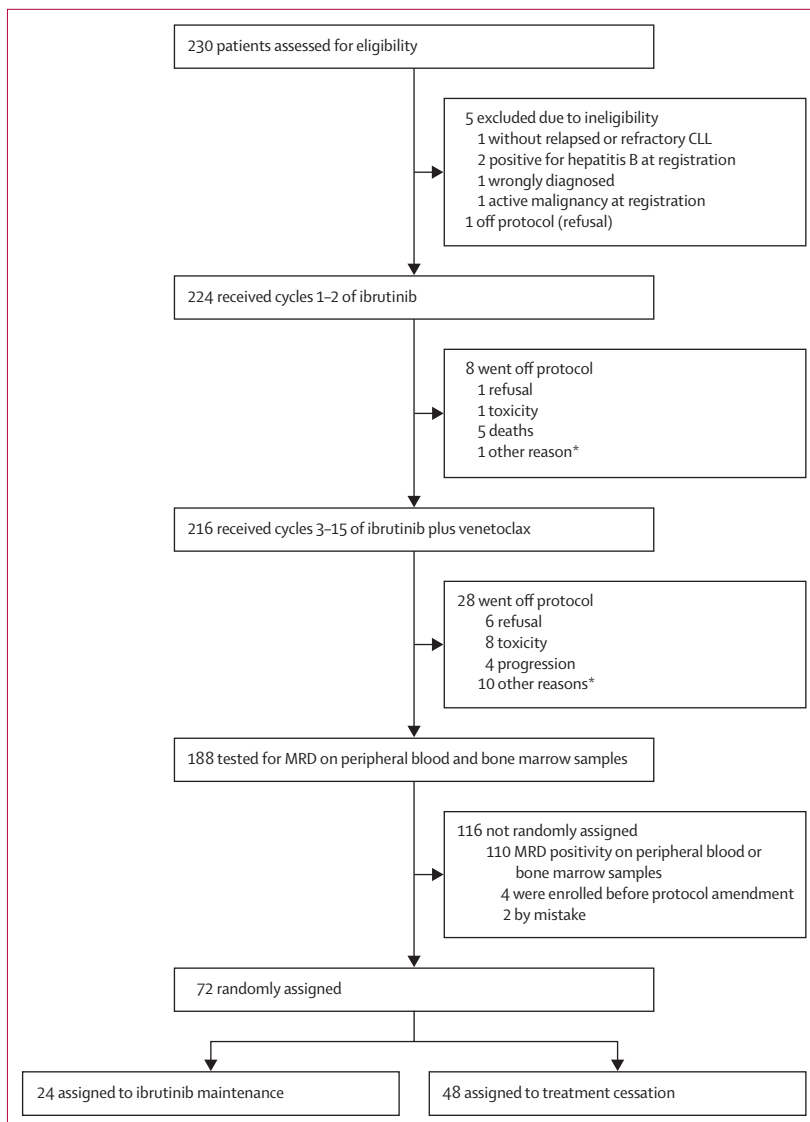 230 patients assessed for eligibility
5 excluded due to ineligibility
1 without relapsed or refractory CLL
2 positive for hepatitis B at registration
1 wrongly diagnosed
1 active malignancy at registration
1 off protocol (refusal)
224 received cycles 1–2 of ibrutinib
8 went off protocol
1 refusal
1 toxicity
5 deaths
1 other reason*
216 received cycles 3–15 of ibrutinib plus venetoclax
28 went off protocol
6 refusal
8 toxicity
4 progression
10 other reasons*
188 tested for MRD on peripheral blood and bone marrow samples
116 not randomly assigned
110 MRD positivity on peripheral blood or
bone marrow samples
4 were enrolled before protocol amendment
2 by mistake
72 randomly assigned
24 assigned to ibrutinib maintenance
48 assigned to treatment cessation